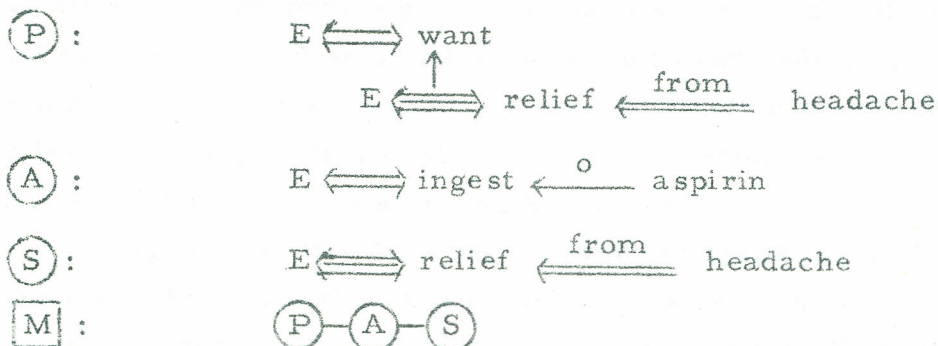 P : E ⟺ want
↑
E ⟺ relief ⟸ from headache
A : E ⟺ ingest ← o aspirin
S : E ⟺ relief ⟸ from headache
M : P-A-S